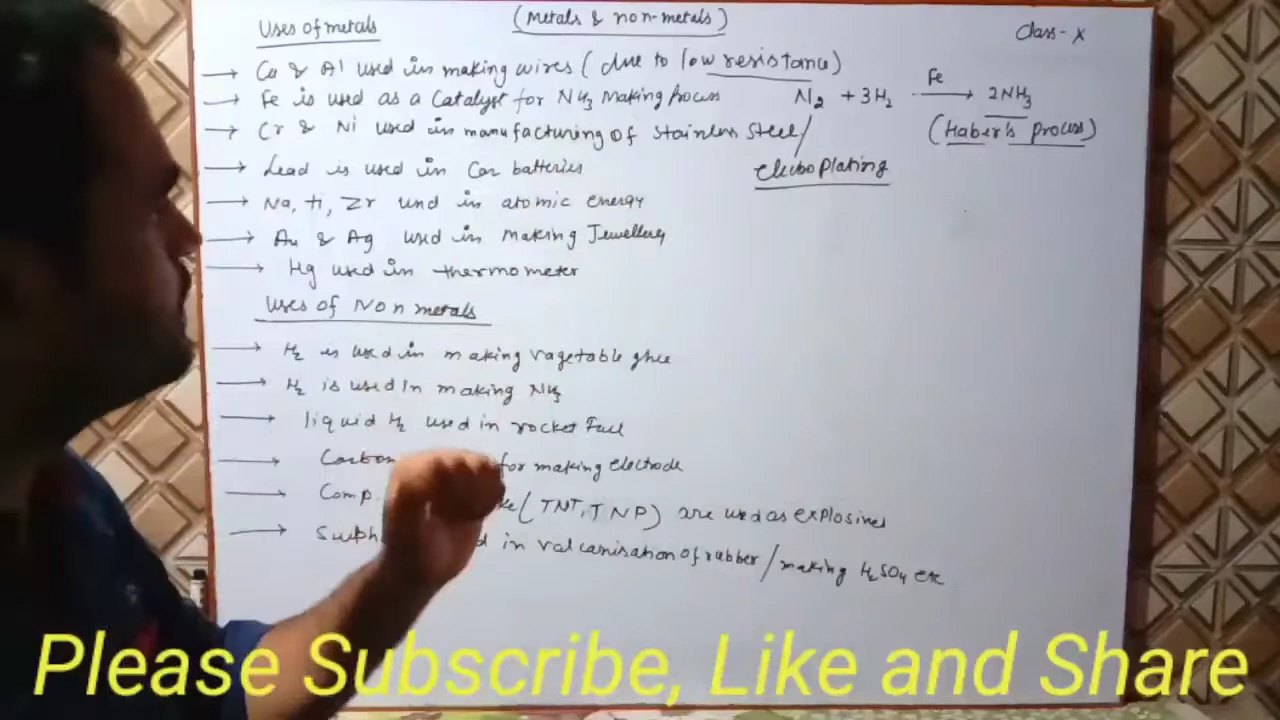 (Metals & non-metals)
Class-X
Uses of metals
→ Cu & Al used in making wires (due to low resistance)
→ Fe is used as a Catalyst for NH3 Making Process N2 + 3H2 Fe → 2NH3
(Haber's process)
→ Cr & Ni used in manufacturing of Stainless Steel/
electroplating
→ Lead is used in Car batteries
→ Na, Ti, Zr used in atomic energy
→ Au & Ag used in Making Jewellery
→ Hg used in thermometer
Uses of Non metals
→ H2 is used in making vagetable ghee
→ H2 is used in making NH3
→ liquid H2 used in rocket Fuel
→ Carbon for making electrode
→ Comp. (TNT, TNP) are used as explosives
→ Sulph in valcanisation of rubber/making H2SO4 etc
Please Subscribe, Like and Share